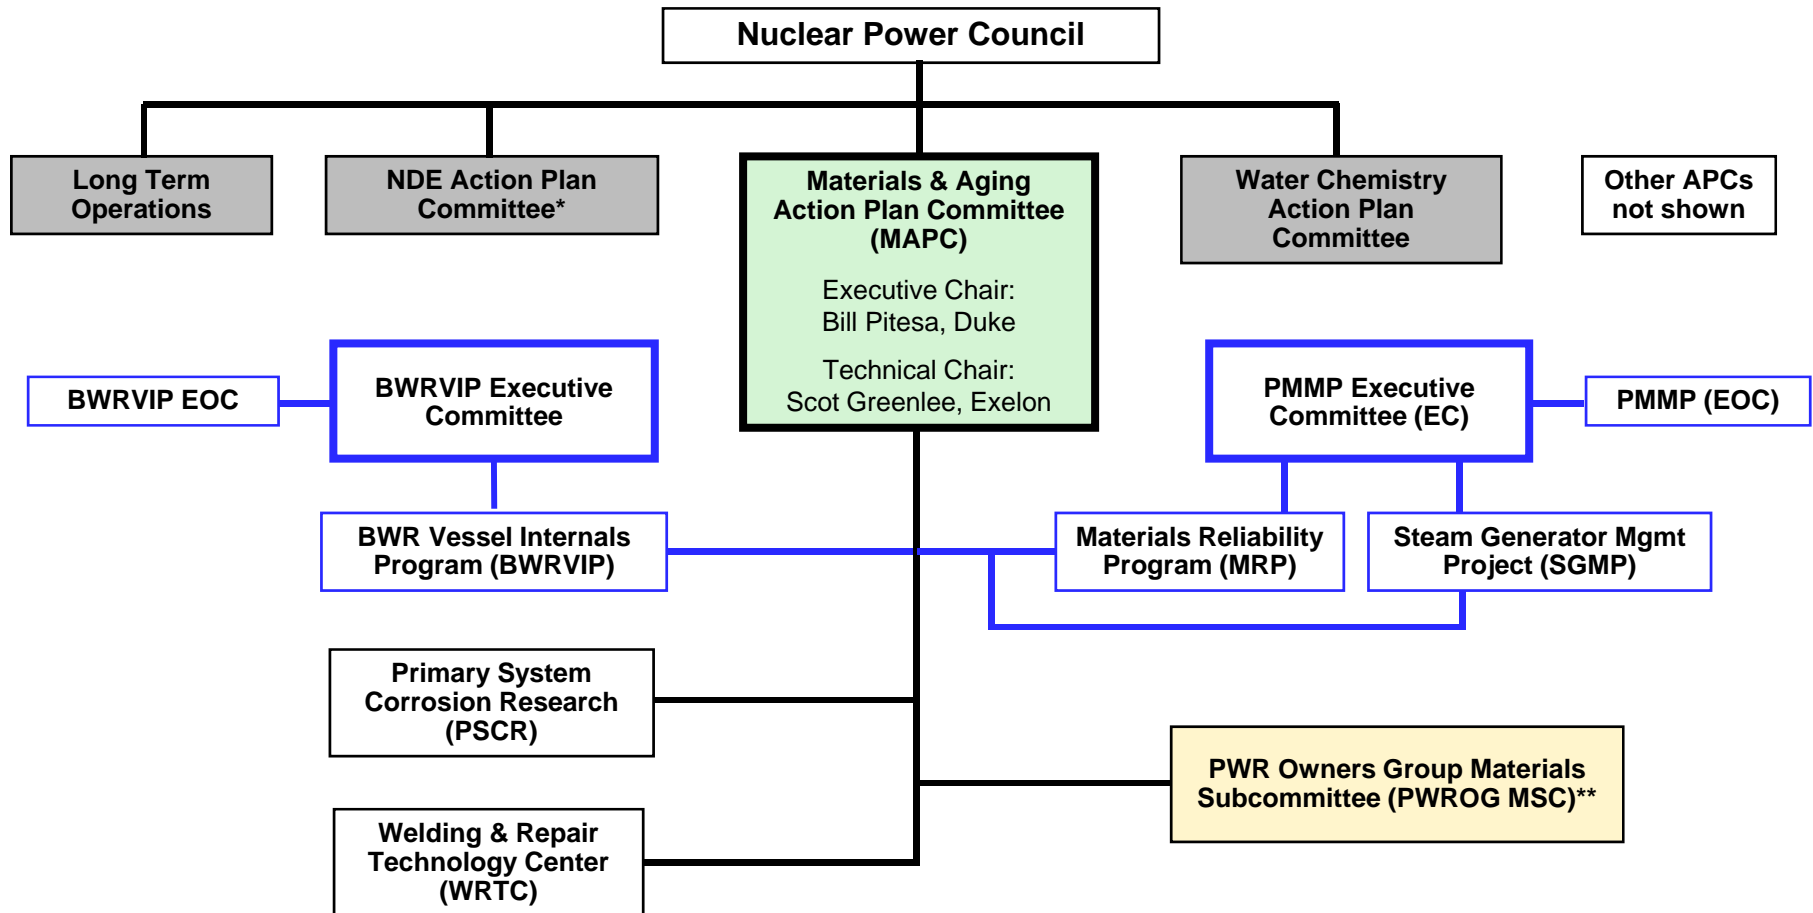 Nuclear Power Council
Long Term
Operations
NDE Action Plan
Committee*
Materials & Aging
Action Plan Committee
(MAPC)
Executive Chair:
Bill Pitesa, Duke
Technical Chair:
Scot Greenlee, Exelon
Water Chemistry
Action Plan
Committee
Other APCs
not shown
BWRVIP EOC
BWRVIP Executive
Committee
PMMP Executive
Committee (EC)
PMMP (EOC)
BWR Vessel Internals
Program (BWRVIP)
Materials Reliability
Program (MRP)
Steam Generator Mgmt
Project (SGMP)
Primary System
Corrosion Research
(PSCR)
PWR Owners Group Materials
Subcommittee (PWROG MSC)**
Welding & Repair
Technology Center
(WRTC)